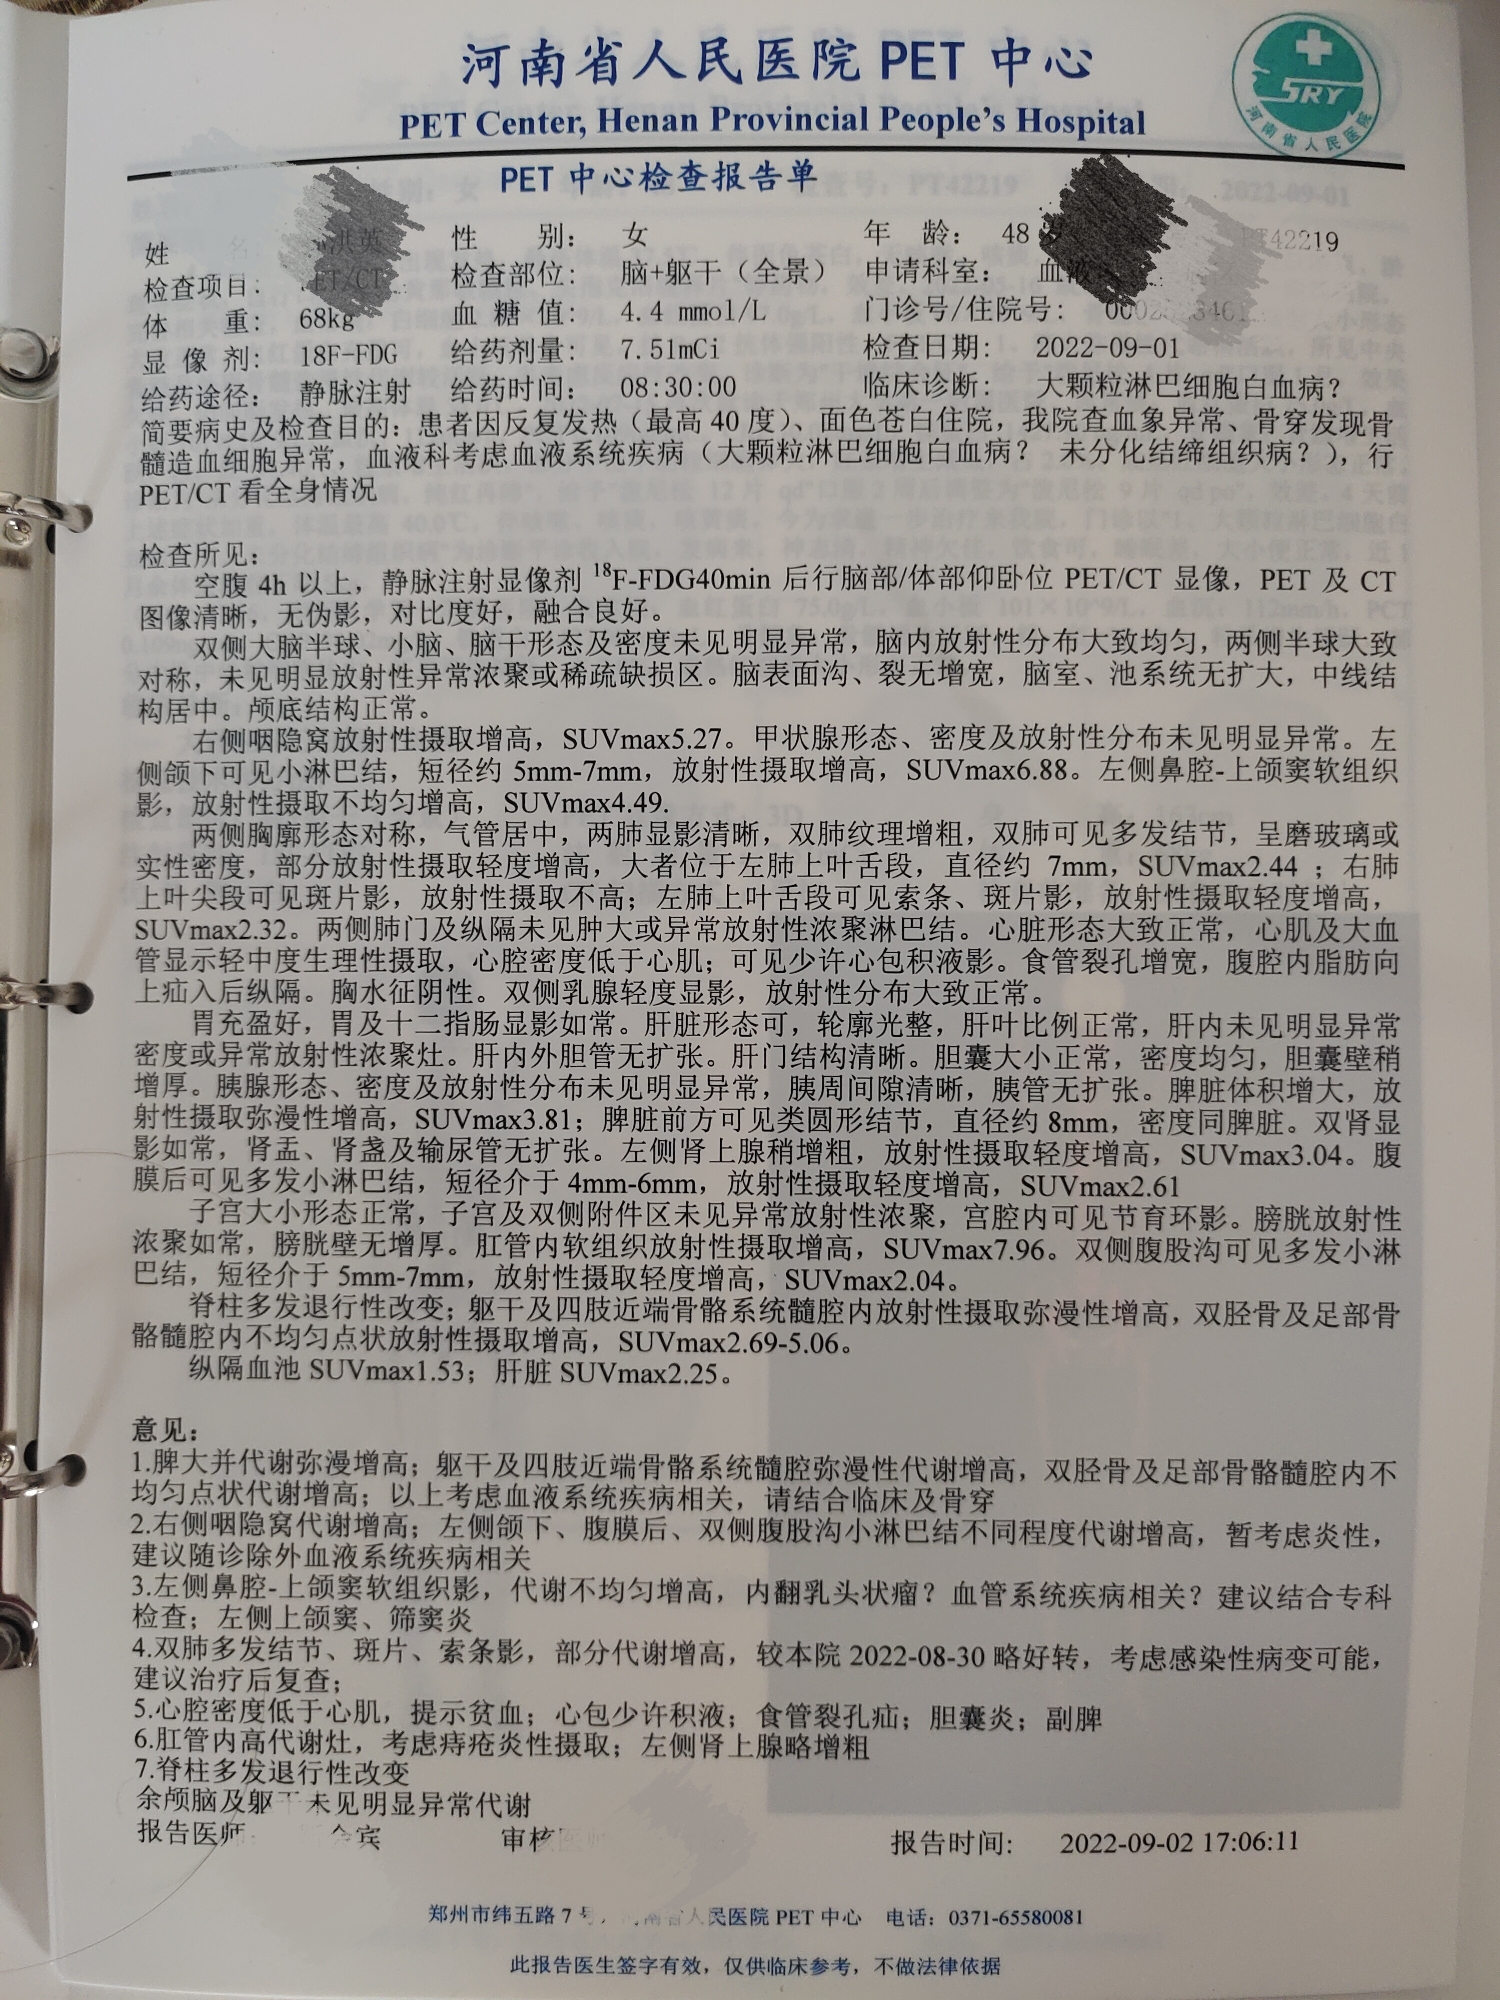 河南省人民医院 PET 中心
PET Center, Henan Provincial People's Hospital
SRY
河南省人民医院
PET 中心检查报告单
姓 名: 性 别: 女 年 龄: 48 42219
检查项目: ET/CT 检查部位: 脑+躯干（全景） 申请科室: 血液
体 重: 68kg 血 糖 值: 4.4 mmol/L 门诊号/住院号:
显 像 剂: 18F-FDG 给药剂量: 7.51mCi 检查日期: 2022-09-01
给药途径: 静脉注射 给药时间: 08:30:00 临床诊断: 大颗粒淋巴细胞白血病?
简要病史及检查目的: 患者因反复发热（最高 40 度）、面色苍白住院，我院查血象异常、骨穿发现骨
髓造血细胞异常，血液科考虑血液系统疾病（大颗粒淋巴细胞白血病? 未分化结缔组织病? ），行
PET/CT 看全身情况
检查所见:
空腹 4h 以上，静脉注射显像剂 18F-FDG40min 后行脑部/体部仰卧位 PET/CT 显像，PET 及 CT
图像清晰，无伪影，对比度好，融合良好。
双侧大脑半球、小脑、脑干形态及密度未见明显异常，脑内放射性分布大致均匀，两侧半球大致
对称，未见明显放射性异常浓聚或稀疏缺损区。脑表面沟、裂无增宽，脑室、池系统无扩大，中线结
构居中。颅底结构正常。
右侧咽隐窝放射性摄取增高，SUVmax5.27。甲状腺形态、密度及放射性分布未见明显异常。左
侧颌下可见小淋巴结，短径约 5mm-7mm，放射性摄取增高，SUVmax6.88。左侧鼻腔-上颌窦软组织
影，放射性摄取不均匀增高，SUVmax4.49.
两侧胸廓形态对称，气管居中，两肺显影清晰，双肺纹理增粗，双肺可见多发结节，呈磨玻璃或
实性密度，部分放射性摄取轻度增高，大者位于左肺上叶舌段，直径约 7mm，SUVmax2.44 ；右肺
上叶尖段可见斑片影，放射性摄取不高；左肺上叶舌段可见索条、斑片影，放射性摄取轻度增高，
SUVmax2.32。两侧肺门及纵隔未见肿大或异常放射性浓聚淋巴结。心脏形态大致正常，心肌及大血
管显示轻中度生理性摄取，心腔密度低于心肌；可见少许心包积液影。食管裂孔增宽，腹腔内脂肪向
上疝入后纵隔。胸水征阴性。双侧乳腺轻度显影，放射性分布大致正常。
胃充盈好，胃及十二指肠显影如常。肝脏形态可，轮廓光整，肝叶比例正常，肝内未见明显异常
密度或异常放射性浓聚灶。肝内外胆管无扩张。肝门结构清晰。胆囊大小正常，密度均匀，胆囊壁稍
增厚。胰腺形态、密度及放射性分布未见明显异常，胰周间隙清晰，胰管无扩张。脾脏体积增大，放
射性摄取弥漫性增高，SUVmax3.81；脾脏前方可见类圆形结节，直径约 8mm，密度同脾脏。双肾显
影如常，肾盂、肾盏及输尿管无扩张。左侧肾上腺稍增粗，放射性摄取轻度增高，SUVmax3.04。腹
膜后可见多发小淋巴结，短径介于 4mm-6mm，放射性摄取轻度增高，SUVmax2.61
子宫大小形态正常，子宫及双侧附件区未见异常放射性浓聚，宫腔内可见节育环影。膀胱放射性
浓聚如常，膀胱壁无增厚。肛管内软组织放射性摄取增高，SUVmax7.96。双侧腹股沟可见多发小淋
巴结，短径介于 5mm-7mm，放射性摄取轻度增高，SUVmax2.04。
脊柱多发退行性改变；躯干及四肢近端骨骼系统髓腔内放射性摄取弥漫性增高，双胫骨及足部骨
骼髓腔内不均匀点状放射性摄取增高，SUVmax2.69-5.06。
纵隔血池 SUVmax1.53；肝脏 SUVmax2.25。
意见:
1.脾大并代谢弥漫增高；躯干及四肢近端骨骼系统髓腔弥漫性代谢增高，双胫骨及足部骨骼髓腔内不
均匀点状代谢增高；以上考虑血液系统疾病相关，请结合临床及骨穿
2.右侧咽隐窝代谢增高；左侧颌下、腹膜后、双侧腹股沟小淋巴结不同程度代谢增高，暂考虑炎性，
建议随诊除外血液系统疾病相关
3.左侧鼻腔-上颌窦软组织影，代谢不均匀增高，内翻乳头状瘤? 血管系统疾病相关? 建议结合专科
检查；左侧上颌窦、筛窦炎
4.双肺多发结节、斑片、索条影，部分代谢增高，较本院 2022-08-30 略好转，考虑感染性病变可能，
建议治疗后复查；
5.心腔密度低于心肌，提示贫血；心包少许积液；食管裂孔疝；胆囊炎；副脾
6.肛管内高代谢灶，考虑痔疮炎性摄取；左侧肾上腺略增粗
7.脊柱多发退行性改变
余颅脑及躯干未见明显异常代谢
报告医师: 宾 审核 报告时间: 2022-09-02 17:06:11
郑州市纬五路 7 号，河南省人民医院 PET 中心 电话: 0371-65580081
此报告医生签字有效，仅供临床参考，不做法律依据